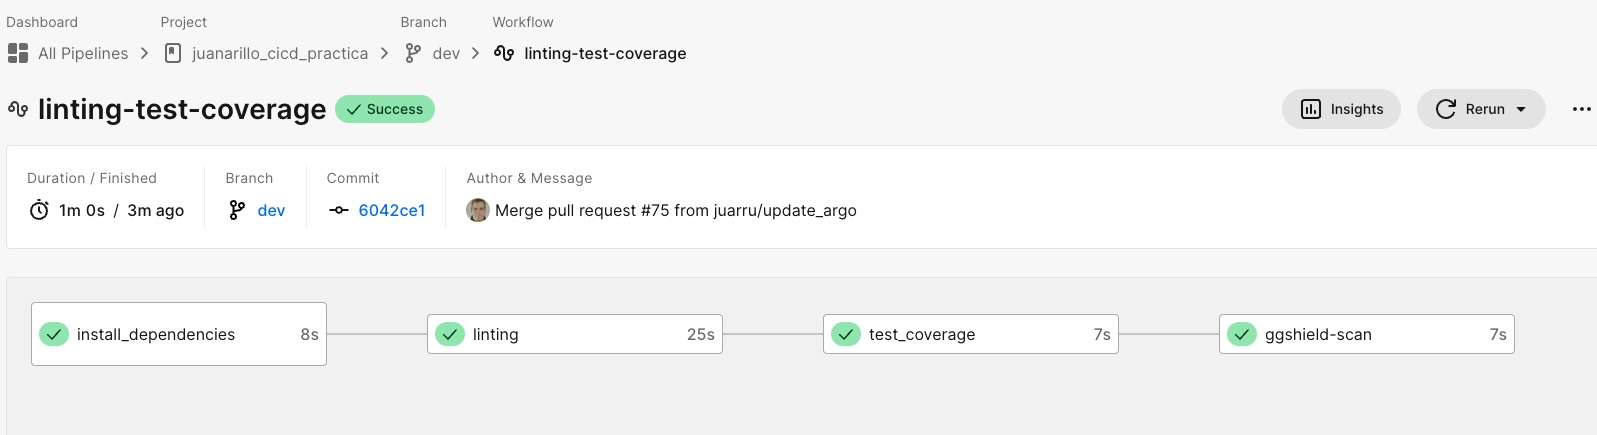 Dashboard Project Branch Workflow
All Pipelines juanarillo_cicd_practica dev linting-test-coverage
linting-test-coverage Success Insights Rerun
Duration / Finished Branch Commit Author & Message
1m 0s / 3m ago dev 6042ce1 Merge pull request #75 from juarru/update_argo
install_dependencies 8s linting 25s test_coverage 7s ggshield-scan 7s